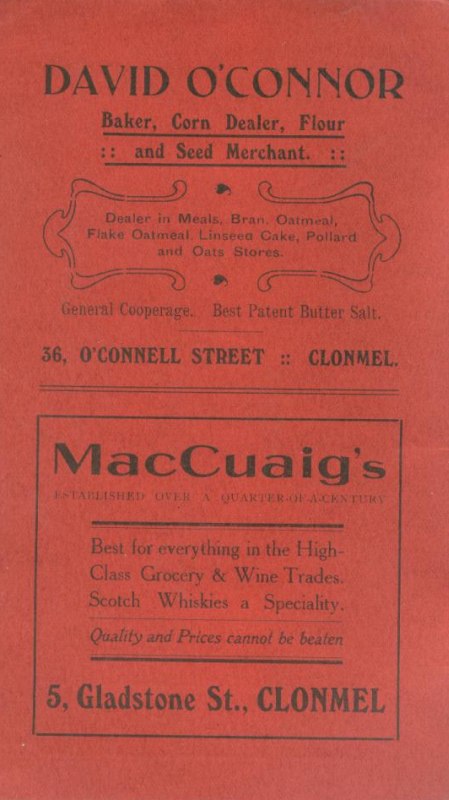 DAVID O'CONNOR
Baker, Corn Dealer, Flour
:: and Seed Merchant. ::
Dealer in Meals, Bran, Oatmeal,
Flake Oatmeal, Linseed Cake, Pollard
and Oats Stores.
General Cooperage. Best Patent Butter Salt.
36, O'CONNELL STREET :: CLONMEL.
MacCuaig's
ESTABLISHED OVER A QUARTER-OF-A-CENTURY
Best for everything in the High-
Class Grocery & Wine Trades.
Scotch Whiskies a Speciality.
Quality and Prices cannot be beaten
5, Gladstone St., CLONMEL